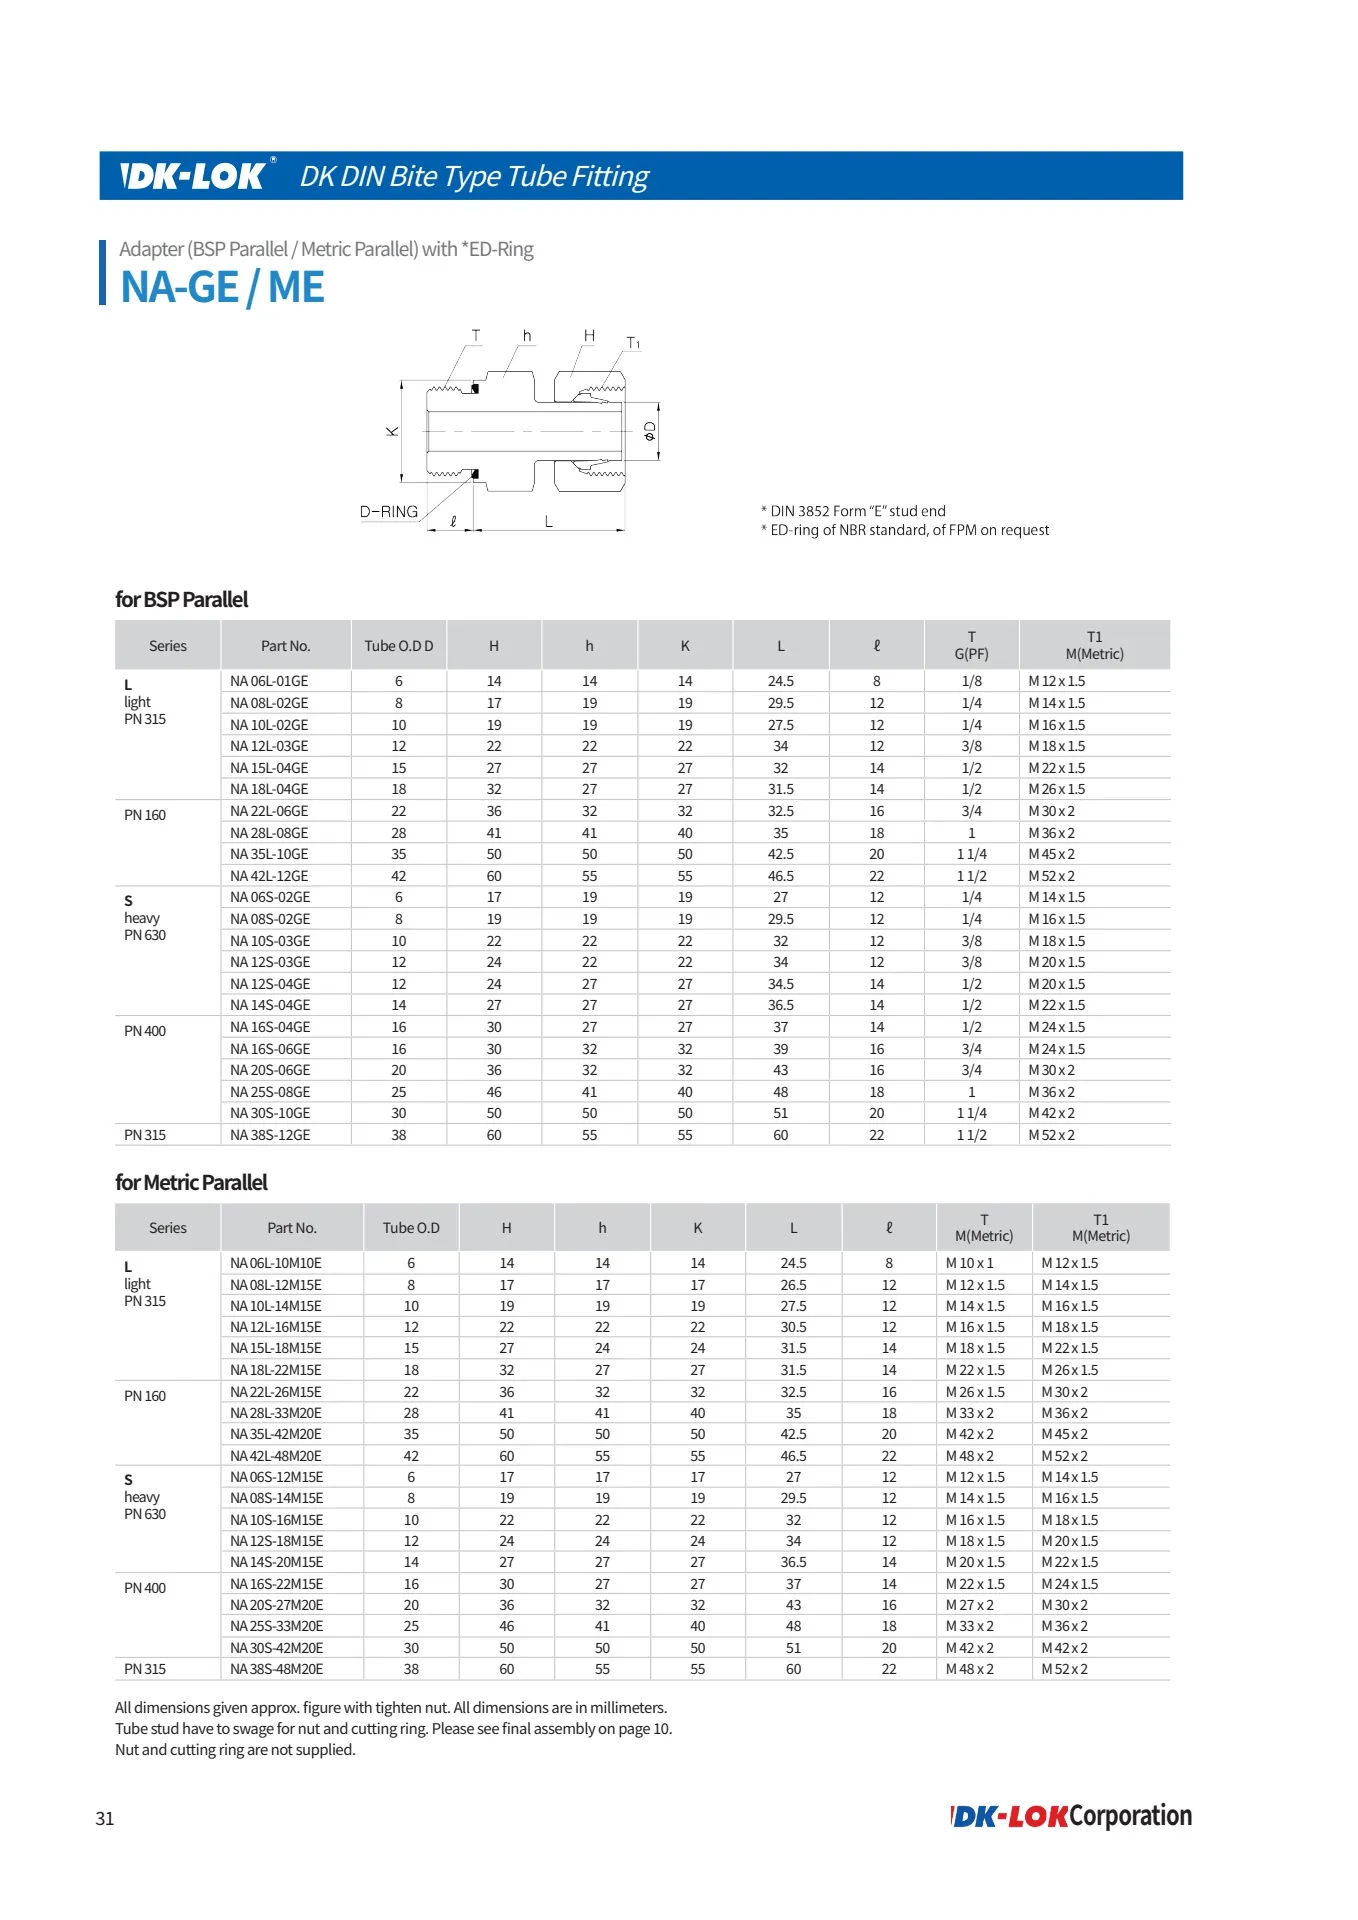 DK-LOK® DK DIN Bite Type Tube Fitting
Adapter (BSP Parallel / Metric Parallel) with *ED-Ring
NA-GE / ME
T h H T1
K
ϕD
D-RING
ℓ L
* DIN 3852 Form “E” stud end
* ED-ring of NBR standard, of FPM on request
for BSP Parallel
Series Part No. Tube O.D D H h K L ℓ T G(PF) T1 M(Metric)
L light PN 315
NA 06L-01GE 6 14 14 14 24.5 8 1/8 M 12 x 1.5
NA 08L-02GE 8 17 19 19 29.5 12 1/4 M 14 x 1.5
NA 10L-02GE 10 19 19 19 27.5 12 1/4 M 16 x 1.5
NA 12L-03GE 12 22 22 22 34 12 3/8 M 18 x 1.5
NA 15L-04GE 15 27 27 27 32 14 1/2 M 22 x 1.5
NA 18L-04GE 18 32 27 27 31.5 14 1/2 M 26 x 1.5
PN 160 NA 22L-06GE 22 36 32 32 32.5 16 3/4 M 30 x 2
NA 28L-08GE 28 41 41 40 35 18 1 M 36 x 2
NA 35L-10GE 35 50 50 50 42.5 20 1 1/4 M 45 x 2
NA 42L-12GE 42 60 55 55 46.5 22 1 1/2 M 52 x 2
S heavy PN 630
NA 06S-02GE 6 17 19 19 27 12 1/4 M 14 x 1.5
NA 08S-02GE 8 19 19 19 29.5 12 1/4 M 16 x 1.5
NA 10S-03GE 10 22 22 22 32 12 3/8 M 18 x 1.5
NA 12S-03GE 12 24 22 22 34 12 3/8 M 20 x 1.5
NA 12S-04GE 12 24 27 27 34.5 14 1/2 M 20 x 1.5
NA 14S-04GE 14 27 27 27 36.5 14 1/2 M 22 x 1.5
PN 400 NA 16S-04GE 16 30 27 27 37 14 1/2 M 24 x 1.5
NA 16S-06GE 16 30 32 32 39 16 3/4 M 24 x 1.5
NA 20S-06GE 20 36 32 32 43 16 3/4 M 30 x 2
NA 25S-08GE 25 46 41 40 48 18 1 M 36 x 2
NA 30S-10GE 30 50 50 50 51 20 1 1/4 M 42 x 2
PN 315 NA 38S-12GE 38 60 55 55 60 22 1 1/2 M 52 x 2
for Metric Parallel
Series Part No. Tube O.D H h K L ℓ T M(Metric) T1 M(Metric)
L light PN 315
NA 06L-10M10E 6 14 14 14 24.5 8 M 10 x 1 M 12 x 1.5
NA 08L-12M15E 8 17 17 17 26.5 12 M 12 x 1.5 M 14 x 1.5
NA 10L-14M15E 10 19 19 19 27.5 12 M 14 x 1.5 M 16 x 1.5
NA 12L-16M15E 12 22 22 22 30.5 12 M 16 x 1.5 M 18 x 1.5
NA 15L-18M15E 15 27 24 24 31.5 14 M 18 x 1.5 M 22 x 1.5
NA 18L-22M15E 18 32 27 27 31.5 14 M 22 x 1.5 M 26 x 1.5
PN 160 NA 22L-26M15E 22 36 32 32 32.5 16 M 26 x 1.5 M 30 x 2
NA 28L-33M20E 28 41 41 40 35 18 M 33 x 2 M 36 x 2
NA 35L-42M20E 35 50 50 50 42.5 20 M 42 x 2 M 45 x 2
NA 42L-48M20E 42 60 55 55 46.5 22 M 48 x 2 M 52 x 2
S heavy PN 630
NA 06S-12M15E 6 17 17 17 27 12 M 12 x 1.5 M 14 x 1.5
NA 08S-14M15E 8 19 19 19 29.5 12 M 14 x 1.5 M 16 x 1.5
NA 10S-16M15E 10 22 22 22 32 12 M 16 x 1.5 M 18 x 1.5
NA 12S-18M15E 12 24 24 24 34 12 M 18 x 1.5 M 20 x 1.5
NA 14S-20M15E 14 27 27 27 36.5 14 M 20 x 1.5 M 22 x 1.5
PN 400 NA 16S-22M15E 16 30 27 27 37 14 M 22 x 1.5 M 24 x 1.5
NA 20S-27M20E 20 36 32 32 43 16 M 27 x 2 M 30 x 2
NA 25S-33M20E 25 46 41 40 48 18 M 33 x 2 M 36 x 2
NA 30S-42M20E 30 50 50 50 51 20 M 42 x 2 M 42 x 2
PN 315 NA 38S-48M20E 38 60 55 55 60 22 M 48 x 2 M 52 x 2
All dimensions given approx. figure with tighten nut. All dimensions are in millimeters.
Tube stud have to swage for nut and cutting ring. Please see final assembly on page 10.
Nut and cutting ring are not supplied.
31
DK-LOK Corporation